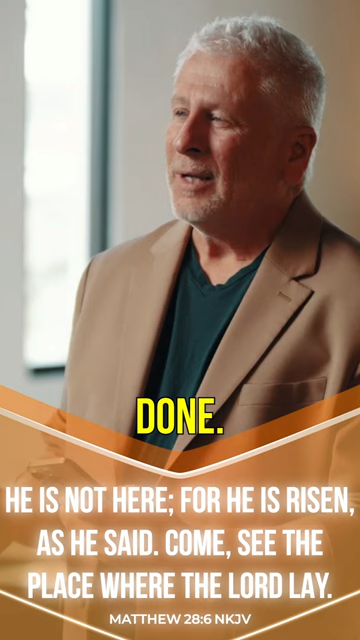 DONE.
HE IS NOT HERE; FOR HE IS RISEN,
AS HE SAID. COME, SEE THE
PLACE WHERE THE LORD LAY.
MATTHEW 28:6 NKJV